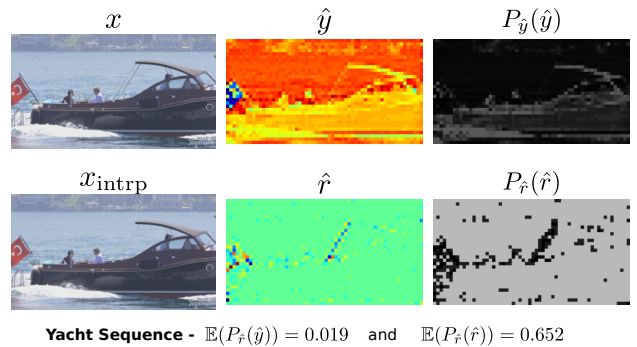 x ŷ P_ŷ(ŷ)
x_intrp r̂ P_r̂(r̂)
Yacht Sequence - 𝔼(P_r̂(ŷ)) = 0.019 and 𝔼(P_r̂(r̂)) = 0.652